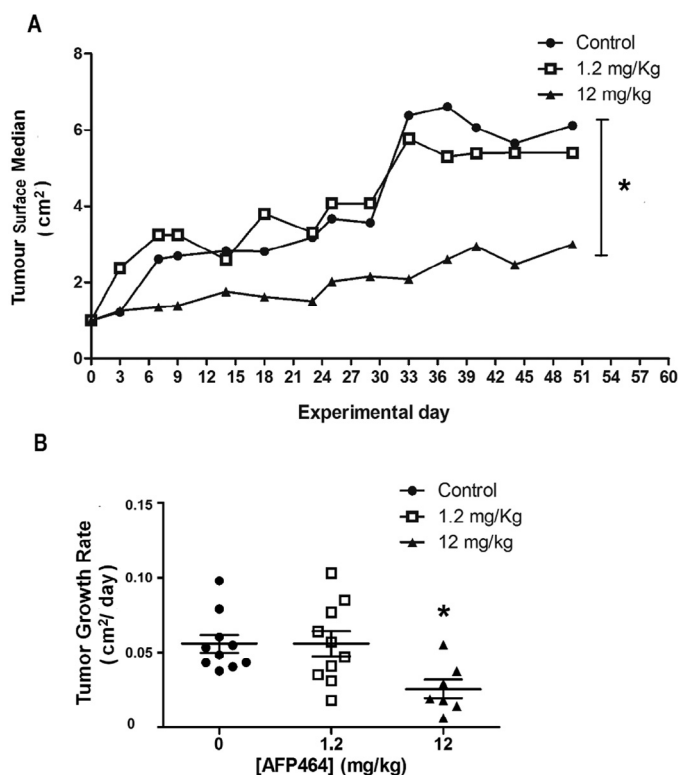 A
Control
1.2 mg/Kg
12 mg/kg
Tumour Surface Median
( cm²)
8
6
4
2
0
*
0 3 6 9 12 15 18 21 24 27 30 33 36 39 42 45 48 51 54 57 60
Experimental day
B
Control
1.2 mg/Kg
12 mg/kg
Tumor Growth Rate
( cm²/ day)
0.15
0.10
0.05
0
*
0 1.2 12
[AFP464] (mg/kg)